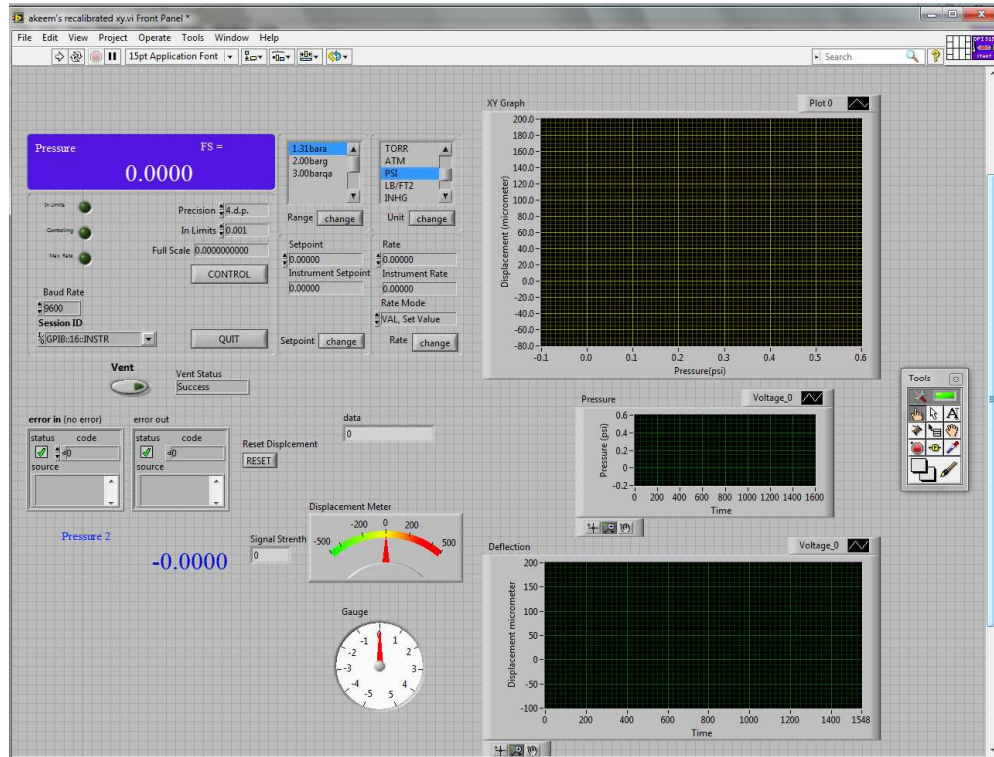 akeem's recalibrated xy.vi Front Panel *
File Edit View Project Operate Tools Window Help
15pt Application Font
Search
DPI 515
START
Pressure FS =
0.0000
1.31bara
2.00barg
3.00barqa
Range change
TORR
ATM
PSI
LB/FT2
INHG
Unit change
In Limits
Controlling
Max Rate
Precision 4.d.p.
In Limits 0.001
Full Scale 0.0000000000
CONTROL
Baud Rate
9600
Session ID
GPIB::16::INSTR
QUIT
Setpoint
0.00000
Instrument Setpoint
0.00000
Setpoint change
Rate
0.00000
Instrument Rate
0.00000
Rate Mode
VAL, Set Value
Rate change
Vent
Vent Status
Success
error in (no error)
status code
d0
source
error out
status code
d0
source
Reset Displcement
RESET
data
0
Pressure 2
-0.0000
Signal Strenth
0
Displacement Meter
-500 -200 0 200 500
Gauge
-5 -4 -3 -2 -1 0 1 2 3 4 5
XY Graph
Plot 0
Displacement (micrometer)
200.0
180.0
160.0
140.0
120.0
100.0
80.0
60.0
40.0
20.0
0.0
-20.0
-40.0
-60.0
-80.0
-0.1 0.0 0.1 0.2 0.3 0.4 0.5 0.6
Pressure(psi)
Pressure
Voltage_0
Pressure (psi)
0.6
0.4
0.2
0
-0.2
0 200 400 600 800 1000 1200 1400 1600
Time
Deflection
Voltage_0
Displacement micrometer
200
150
100
50
0
-50
-100
0 200 400 600 800 1000 1200 1400 1548
Time
Tools